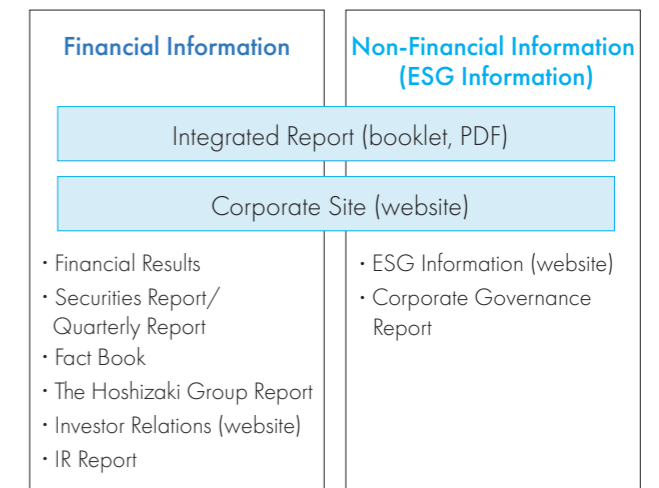 Financial Information
Non-Financial Information
(ESG Information)
Integrated Report (booklet, PDF)
Corporate Site (website)
・Financial Results
・Securities Report/
Quarterly Report
・Fact Book
・The Hoshizaki Group Report
・Investor Relations (website)
・IR Report
・ESG Information (website)
・Corporate Governance
Report